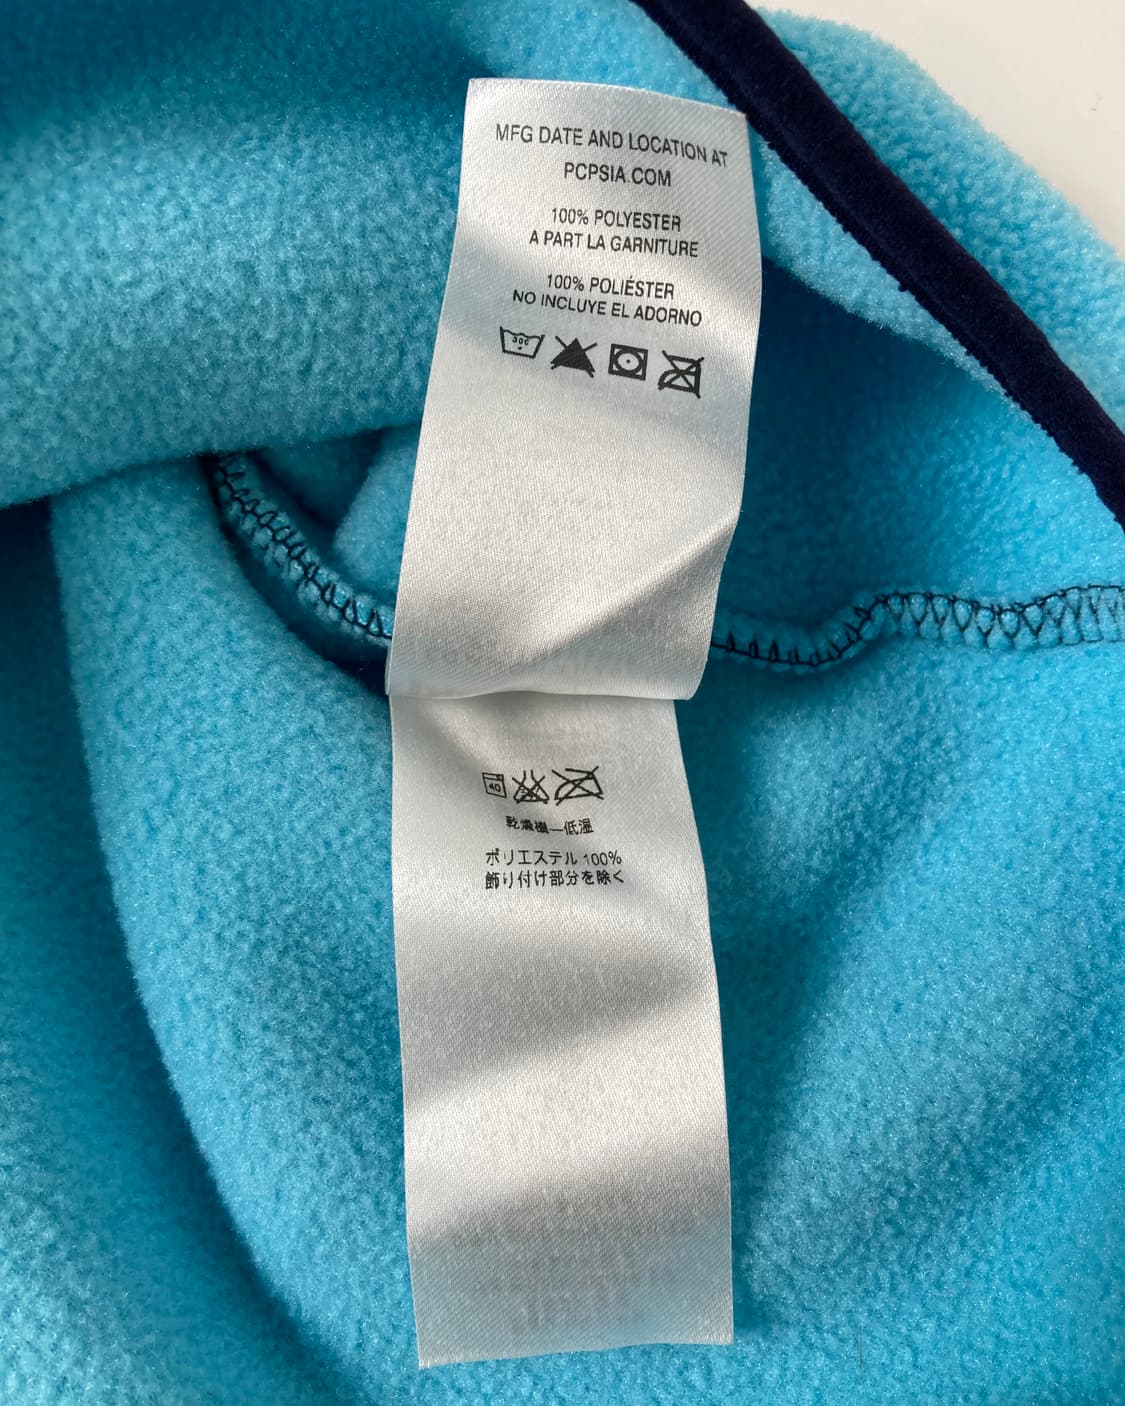 MFG DATE AND LOCATION AT
PCPSIA.COM
100% POLYESTER
A PART LA GARNITURE
100% POLIÉSTER
NO INCLUYE EL ADORNO
30c
40
乾燥機—低温
ポリエステル 100%
飾り付け部分を除く